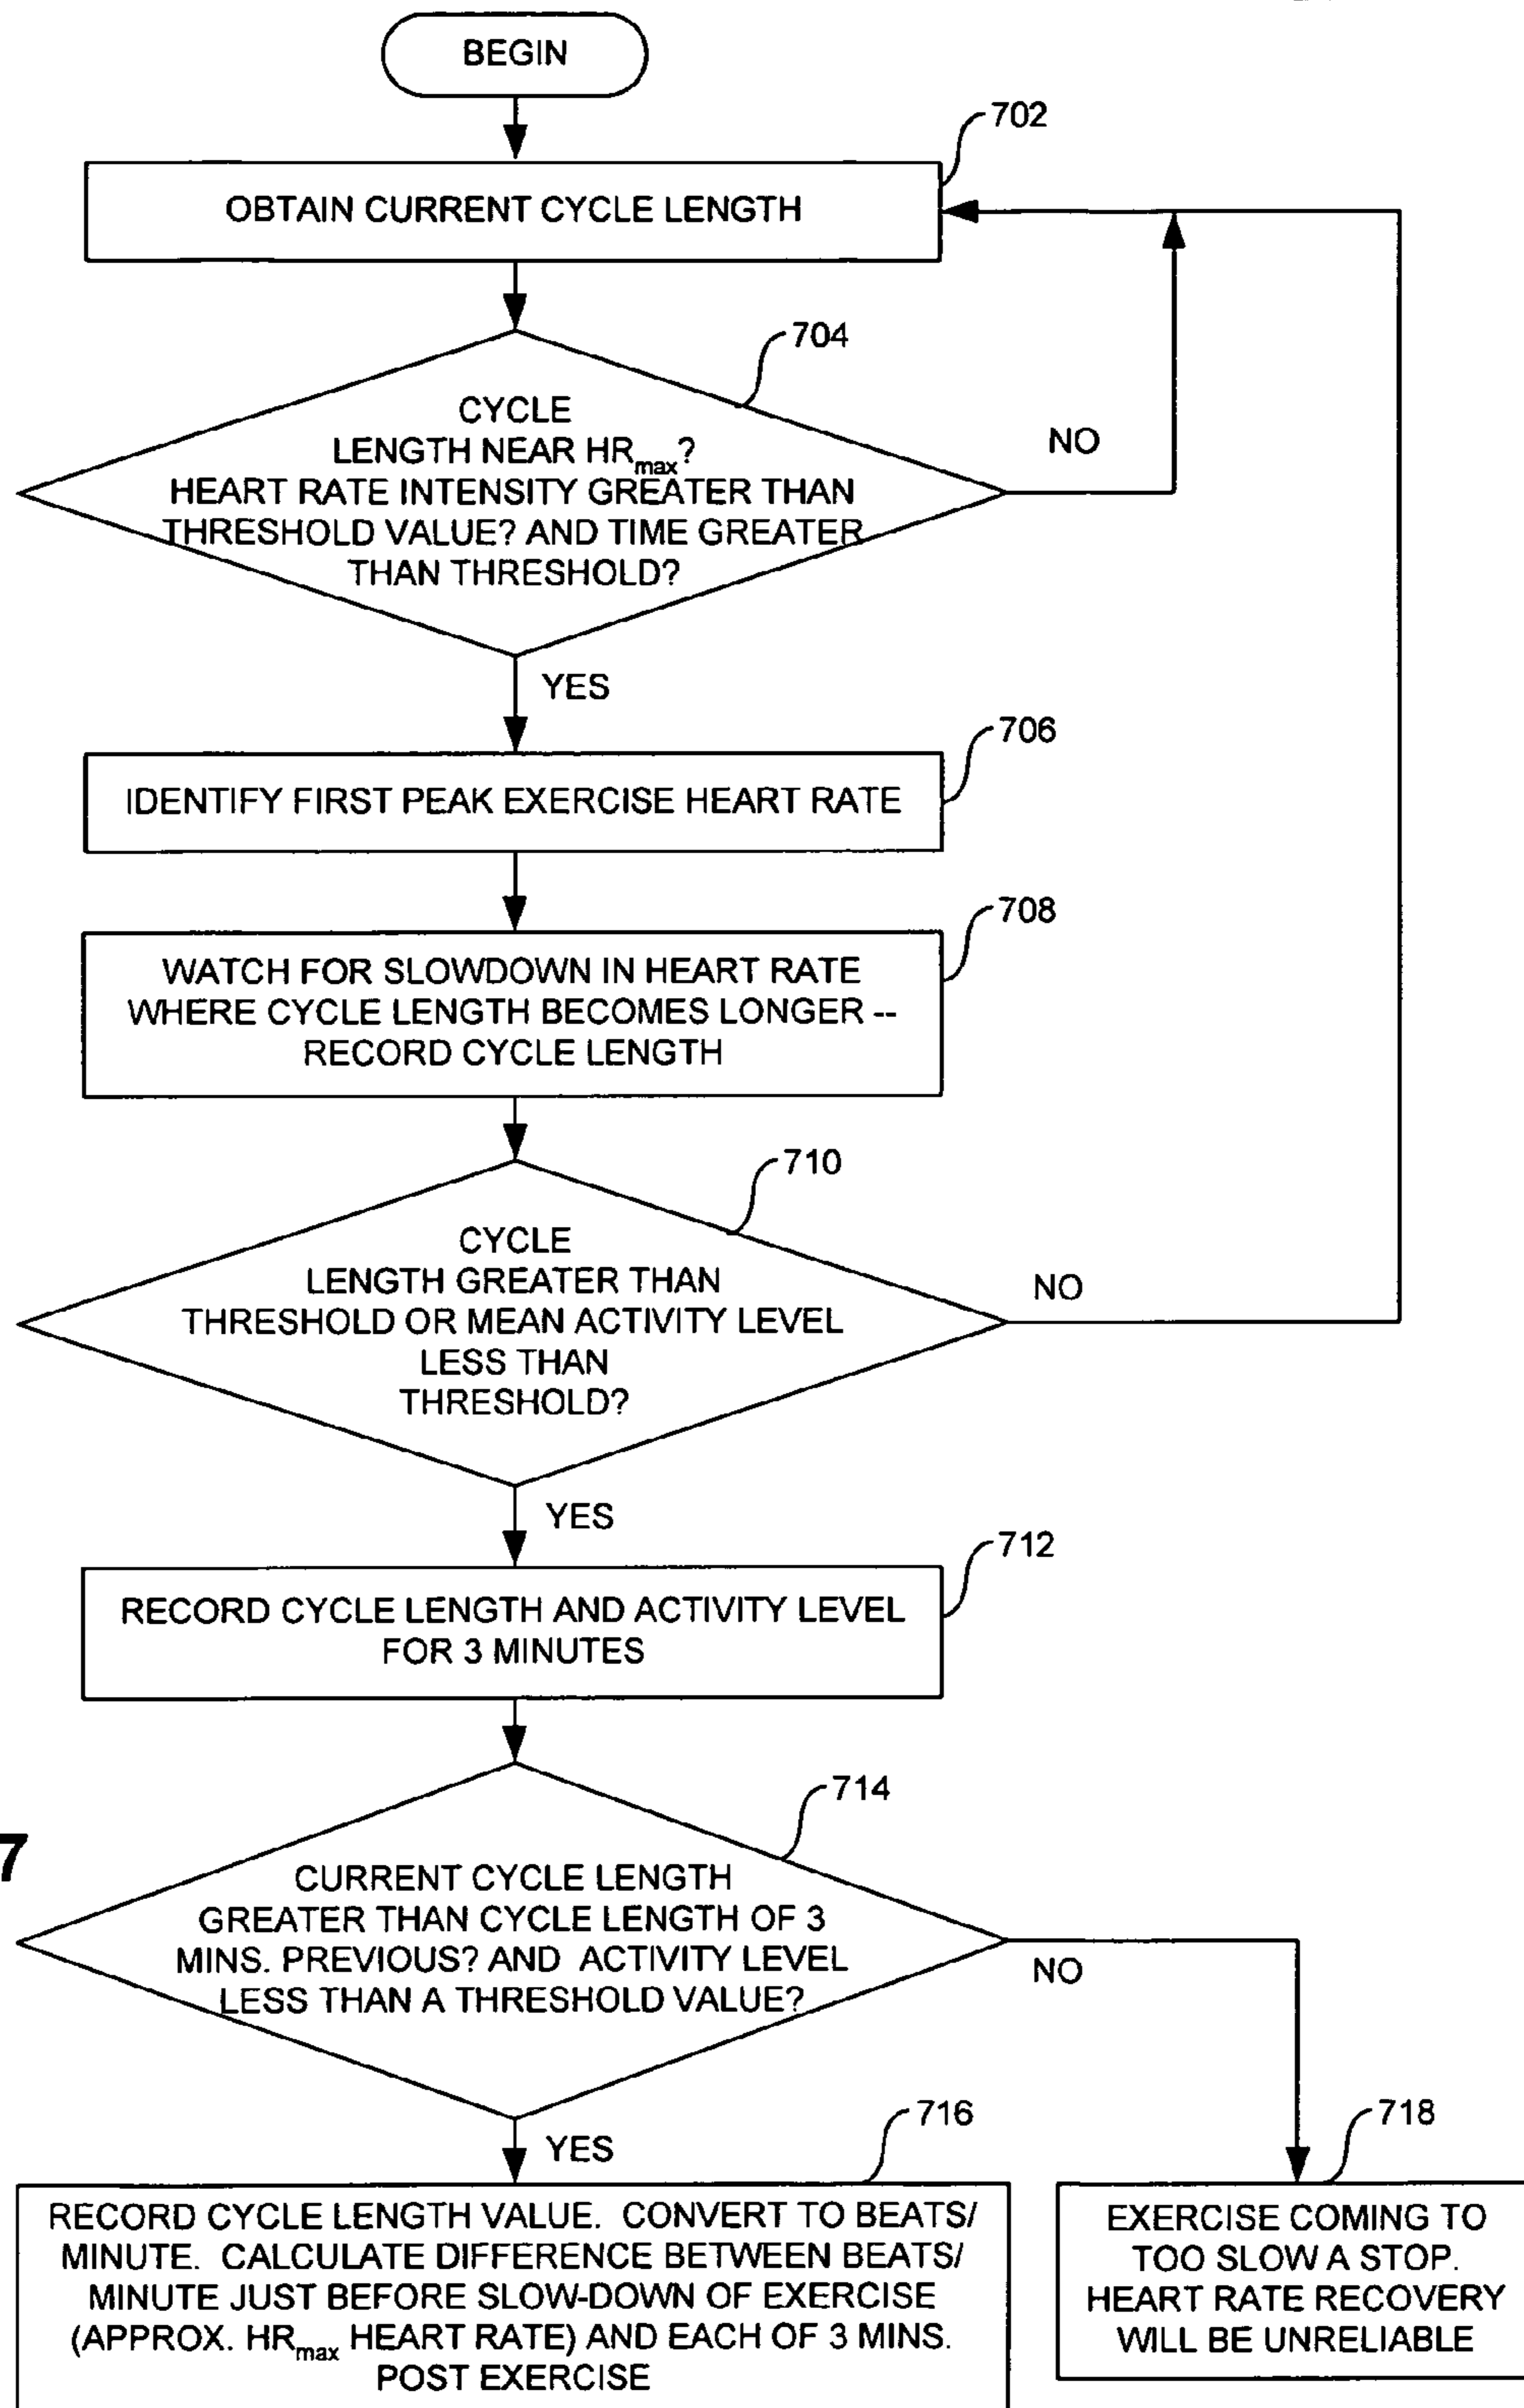 BEGIN
702
OBTAIN CURRENT CYCLE LENGTH
704
CYCLE
LENGTH NEAR HRmax?
HEART RATE INTENSITY GREATER THAN
THRESHOLD VALUE? AND TIME GREATER
THAN THRESHOLD?
NO
YES
706
IDENTIFY FIRST PEAK EXERCISE HEART RATE
708
WATCH FOR SLOWDOWN IN HEART RATE
WHERE CYCLE LENGTH BECOMES LONGER --
RECORD CYCLE LENGTH
710
CYCLE
LENGTH GREATER THAN
THRESHOLD OR MEAN ACTIVITY LEVEL
LESS THAN
THRESHOLD?
NO
YES
712
RECORD CYCLE LENGTH AND ACTIVITY LEVEL
FOR 3 MINUTES
714
7
CURRENT CYCLE LENGTH
GREATER THAN CYCLE LENGTH OF 3
MINS. PREVIOUS? AND ACTIVITY LEVEL
LESS THAN A THRESHOLD VALUE?
NO
YES
716
RECORD CYCLE LENGTH VALUE. CONVERT TO BEATS/
MINUTE. CALCULATE DIFFERENCE BETWEEN BEATS/
MINUTE JUST BEFORE SLOW-DOWN OF EXERCISE
(APPROX. HRmax HEART RATE) AND EACH OF 3 MINS.
POST EXERCISE
718
EXERCISE COMING TO
TOO SLOW A STOP.
HEART RATE RECOVERY
WILL BE UNRELIABLE